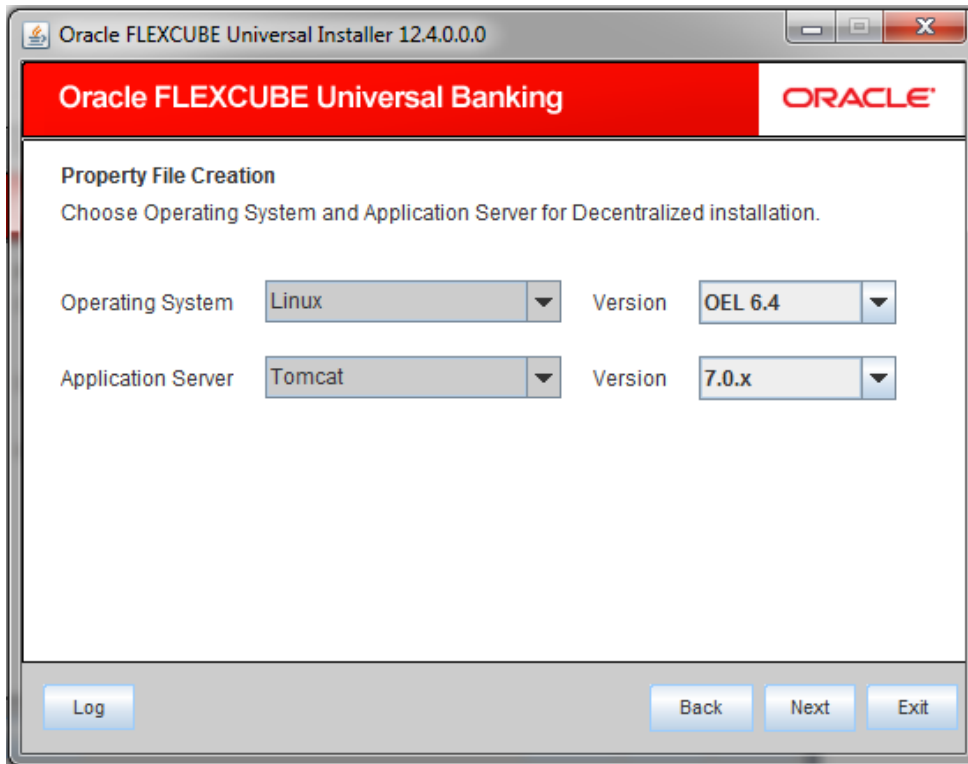 Oracle FLEXCUBE Universal Installer 12.4.0.0.0
Oracle FLEXCUBE Universal Banking
ORACLE
Property File Creation
Choose Operating System and Application Server for Decentralized installation.
Operating System Linux Version OEL 6.4
Application Server Tomcat Version 7.0.x
Log Back Next Exit